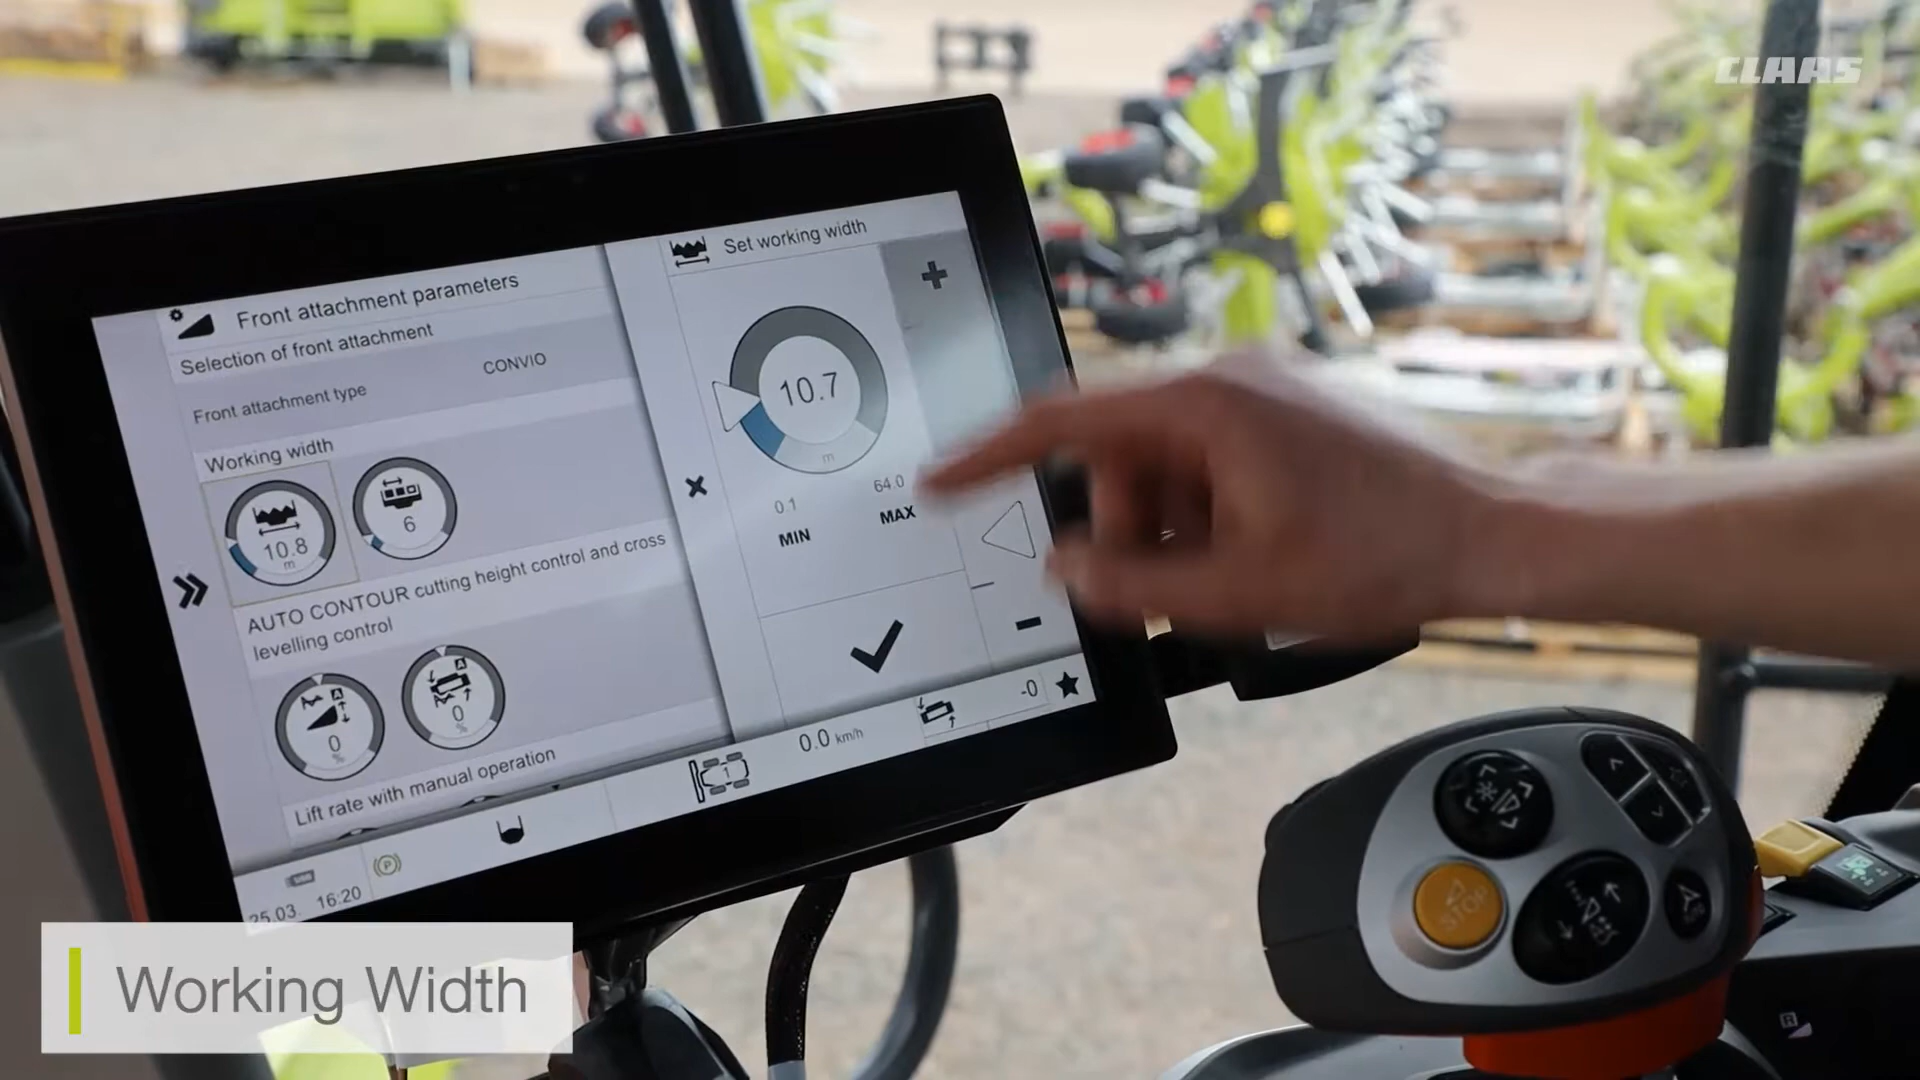 CLAAS
Front attachment parameters
Selection of front attachment
Front attachment type
CONVIO
Working width
10.8
m
6
AUTO CONTOUR cutting height control and cross
levelling control
A
0
%
A
0
%
Lift rate with manual operation
Set working width
10.7
m
0.1
MIN
64.0
MAX
1
0.0 km/h
-0
25.03.
16:20
P
STOP
R
Working Width